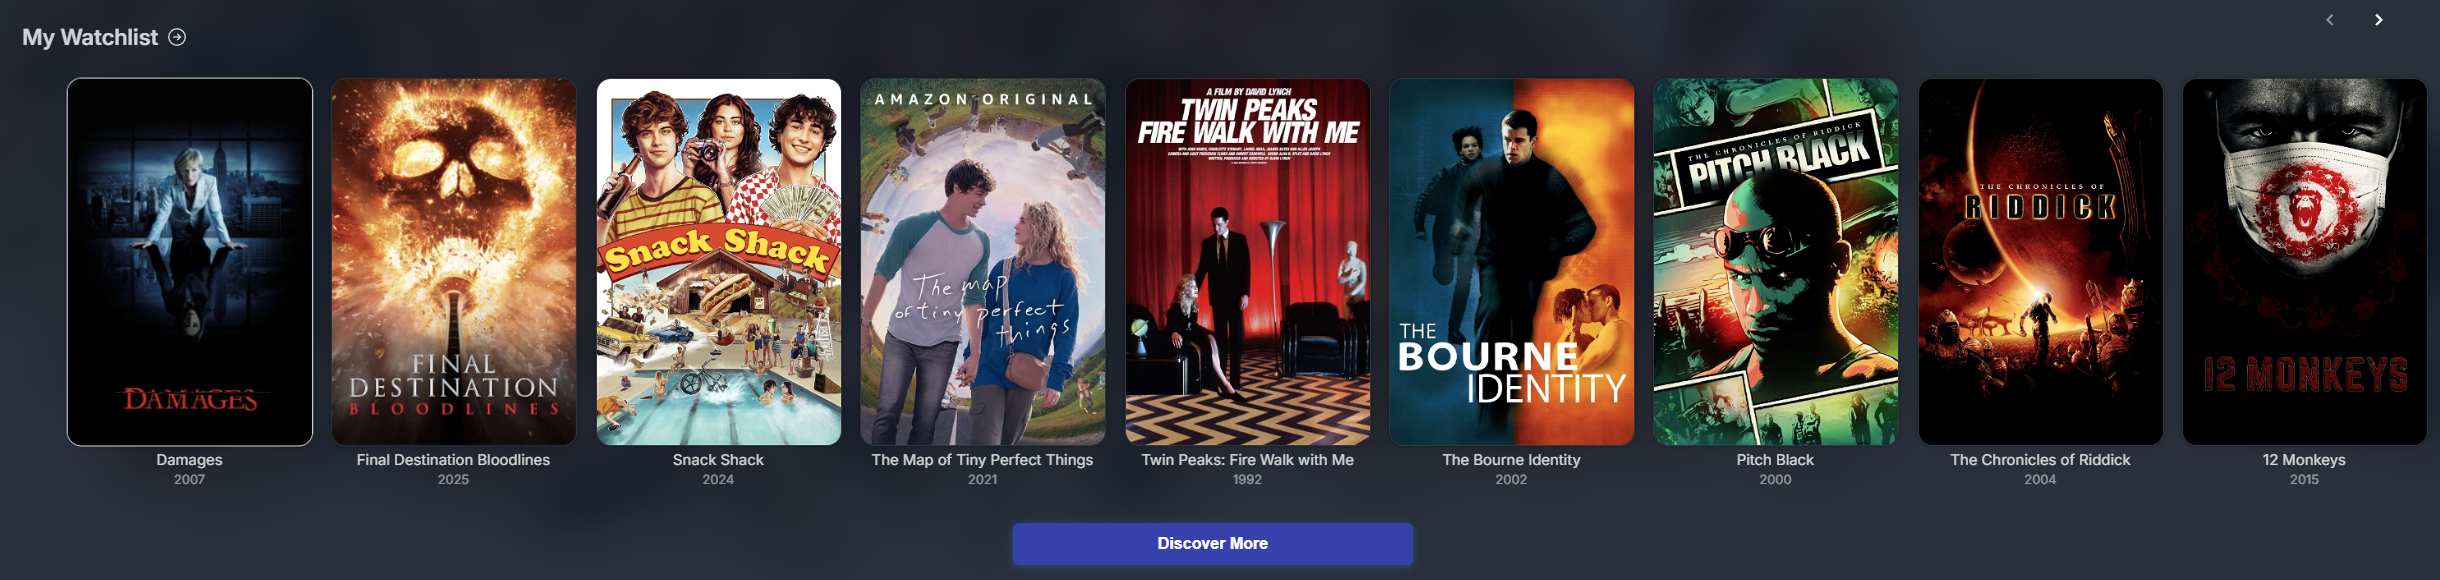 My Watchlist
DAMAGES
FINAL
DESTINATION
BLOODLINES
Snack Shack
AMAZON ORIGINAL
The map
of tiny perfect
things
A FILM BY DAVID LYNCH
TWIN PEAKS
FIRE WALK WITH ME
THE
BOURNE
IDENTITY
THE CHRONICLES OF RIDDICK
PITCH BLACK
THE CHRONICLES OF
RIDDICK
12 MONKEYS
Damages
2007
Final Destination Bloodlines
2025
Snack Shack
2024
The Map of Tiny Perfect Things
2021
Twin Peaks: Fire Walk with Me
1992
The Bourne Identity
2002
Pitch Black
2000
The Chronicles of Riddick
2004
12 Monkeys
2015
Discover More